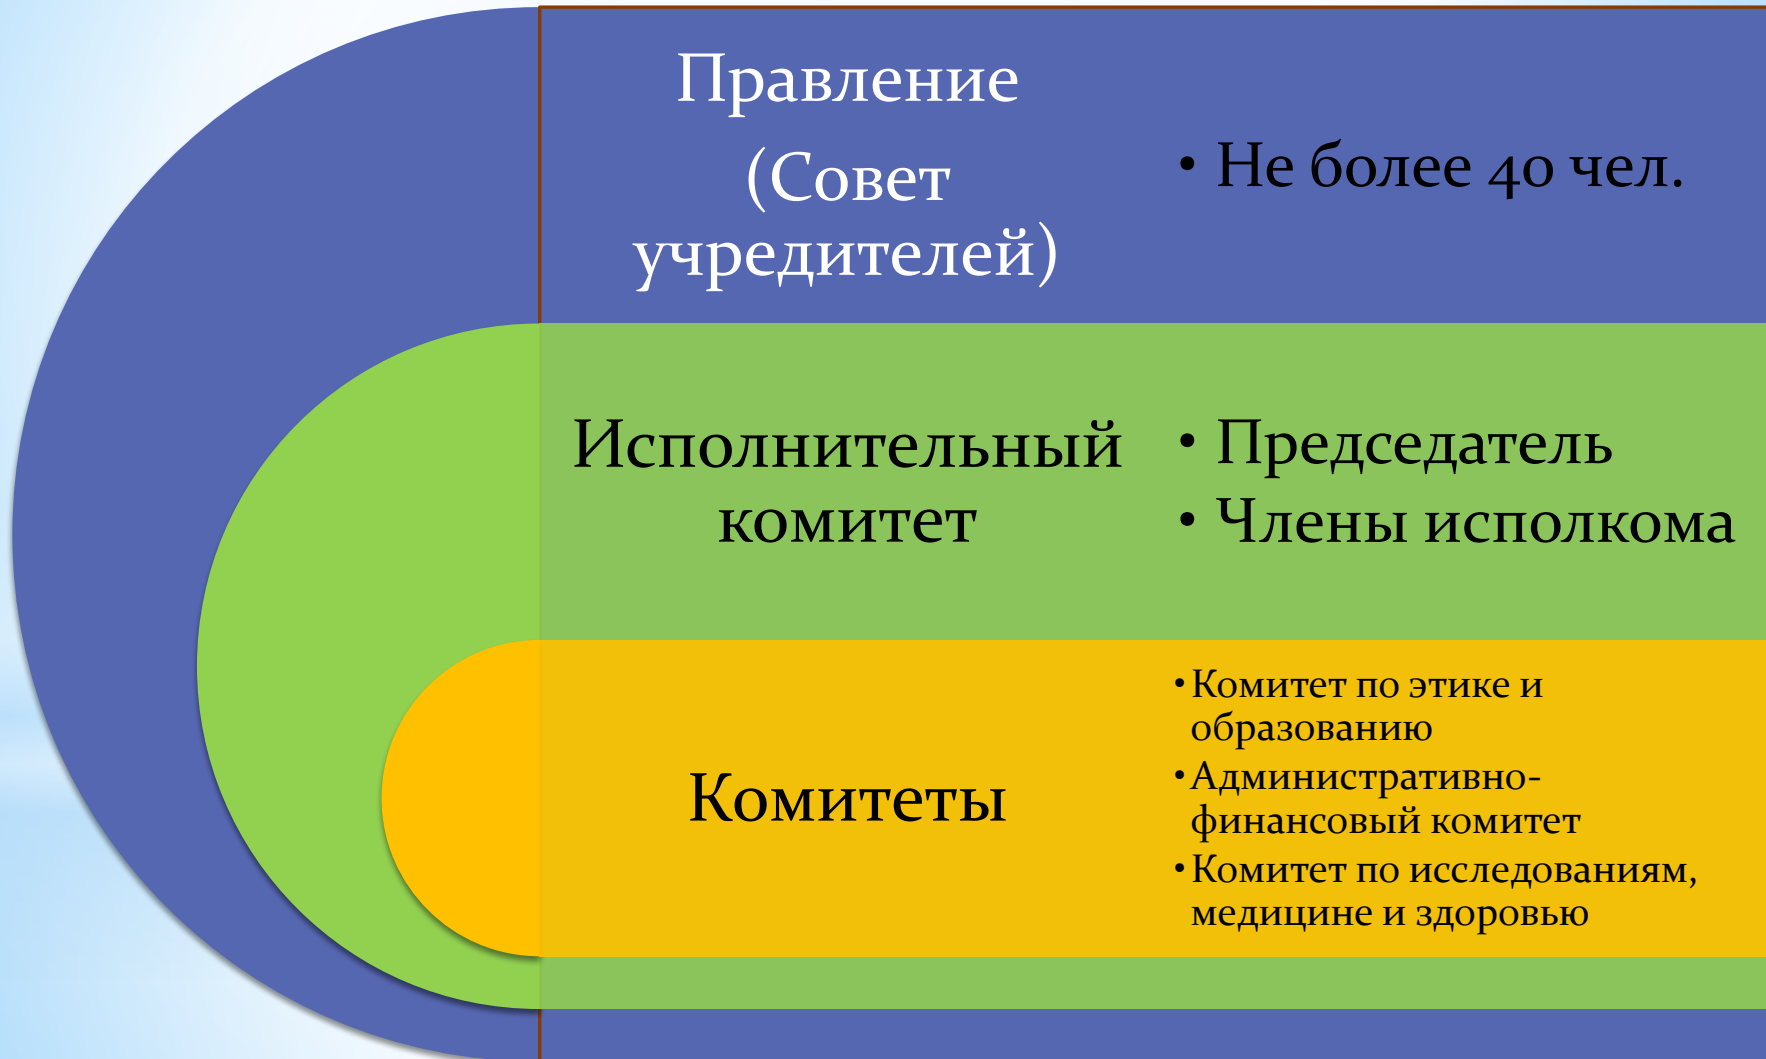 Правление
(Совет
учредителей)
• Не более 40 чел.
Исполнительный
комитет
• Председатель
• Члены исполкома
Комитеты
• Комитет по этике и
образованию
• Административно-
финансовый комитет
• Комитет по исследованиям,
медицине и здоровью